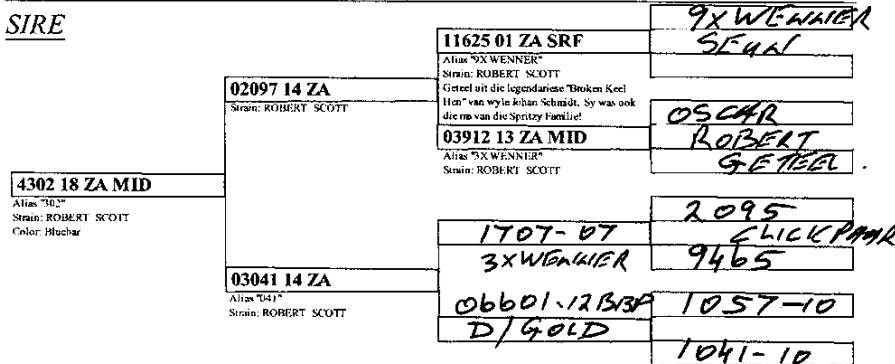 SIRE
4302 18 ZA MID
Alias "302"
Strain: ROBERT SCOTT
Color: Bluebar
02097 14 ZA
Strain: ROBERT SCOTT
03041 14 ZA
Alias "041"
Strain: ROBERT SCOTT
11625 01 ZA SRF
Alias "9X WENNER"
Strain: ROBERT SCOTT
Geteel uit die legendariese "Broken Keel
Hen" van wyle Johan Schmidt. Sy was ook
die ma van die Spritzy Familie!
03912 13 ZA MID
Alias "3X WENNER"
Strain: ROBERT SCOTT
1707-07
3XWENNER
06601-12 BBP
D/GOLD
9X WENNER
SEUN
OSCAR
ROBERT
GETEEL.
2095
CLICKPAAR
9465
1057-10
1041-10